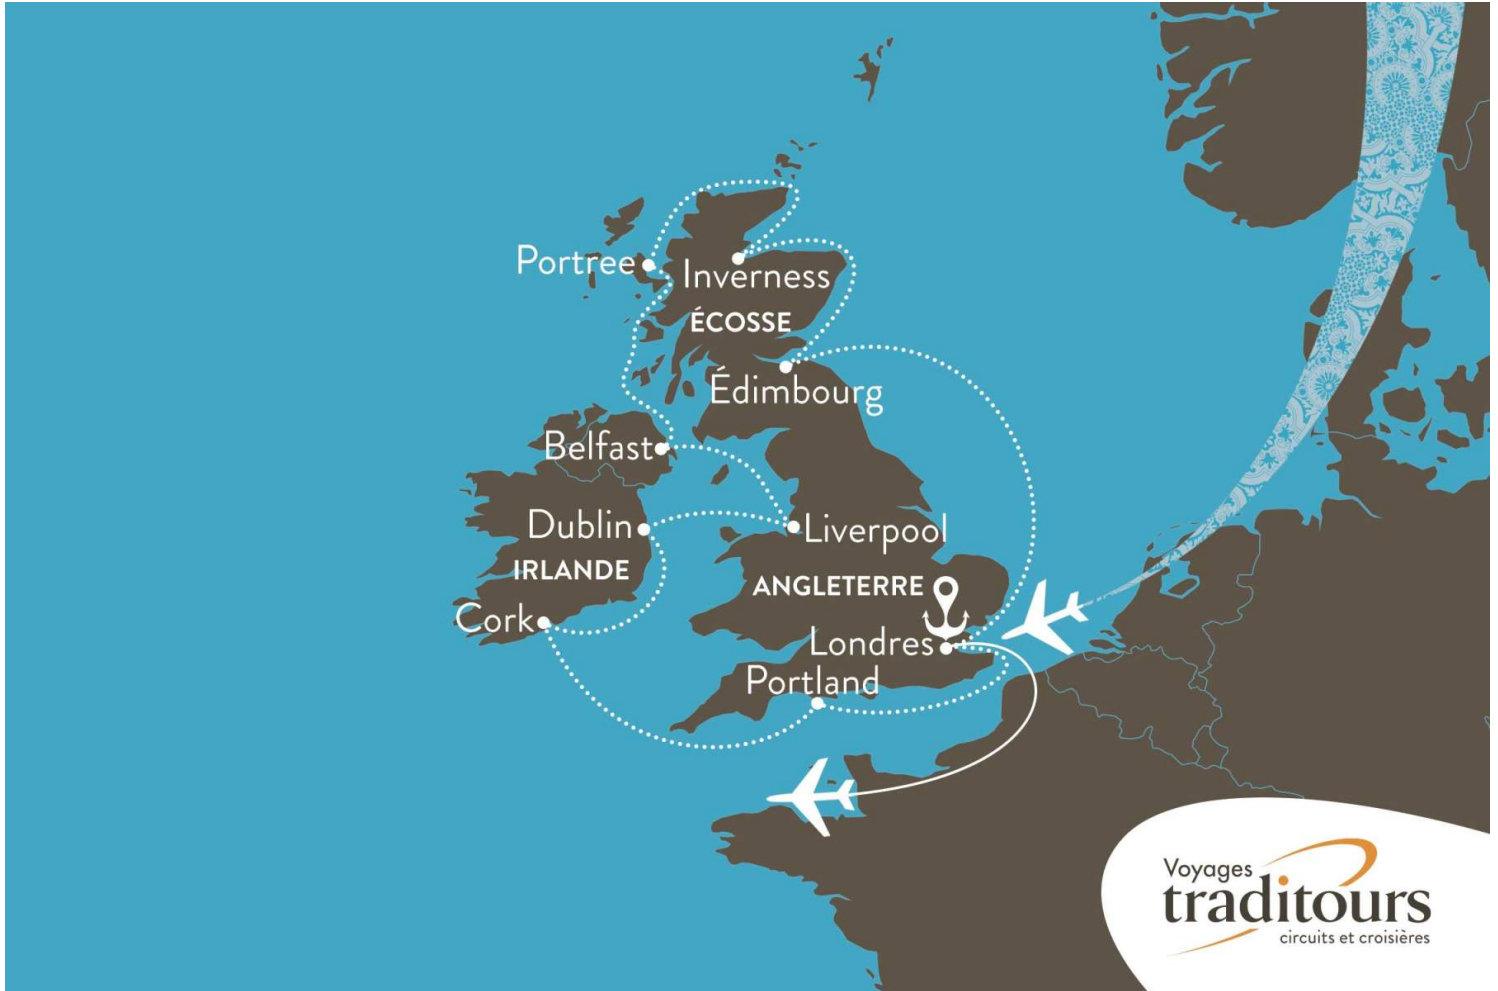 Portree
Inverness
ÉCOSSE
Édimbourg
Belfast
Dublin
Liverpool
IRLANDE
ANGLETERRE
Cork
Londres
Portland
Voyages
traditours
circuits et croisières